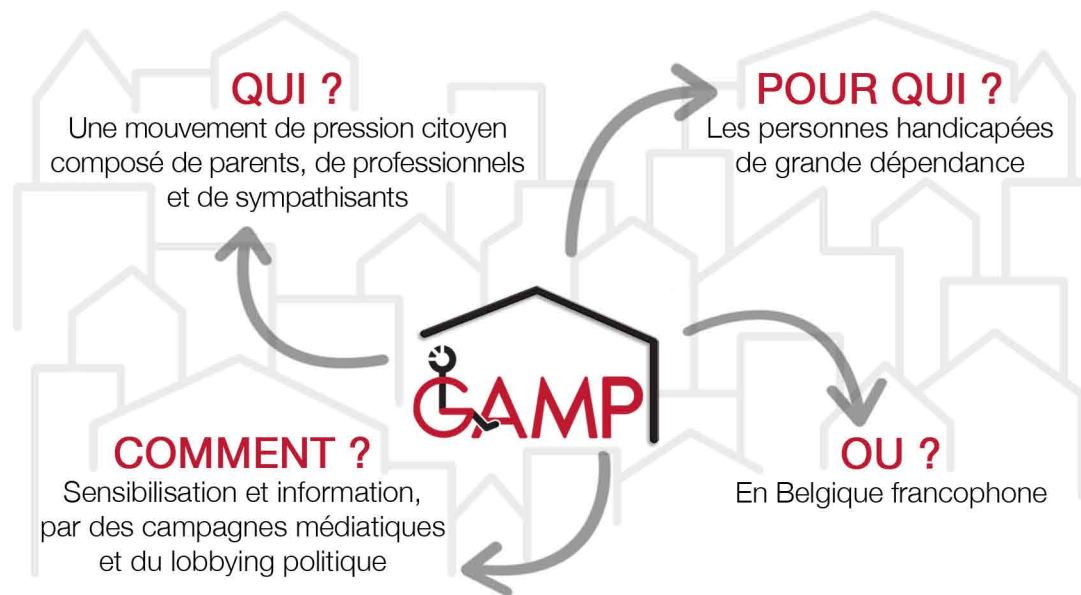 QUI ?
Une mouvement de pression citoyen
composé de parents, de professionnels
et de sympathisants
POUR QUI ?
Les personnes handicapées
de grande dépendance
GAMP
COMMENT ?
Sensibilisation et information,
par des campagnes médiatiques
et du lobbying politique
OU ?
En Belgique francophone